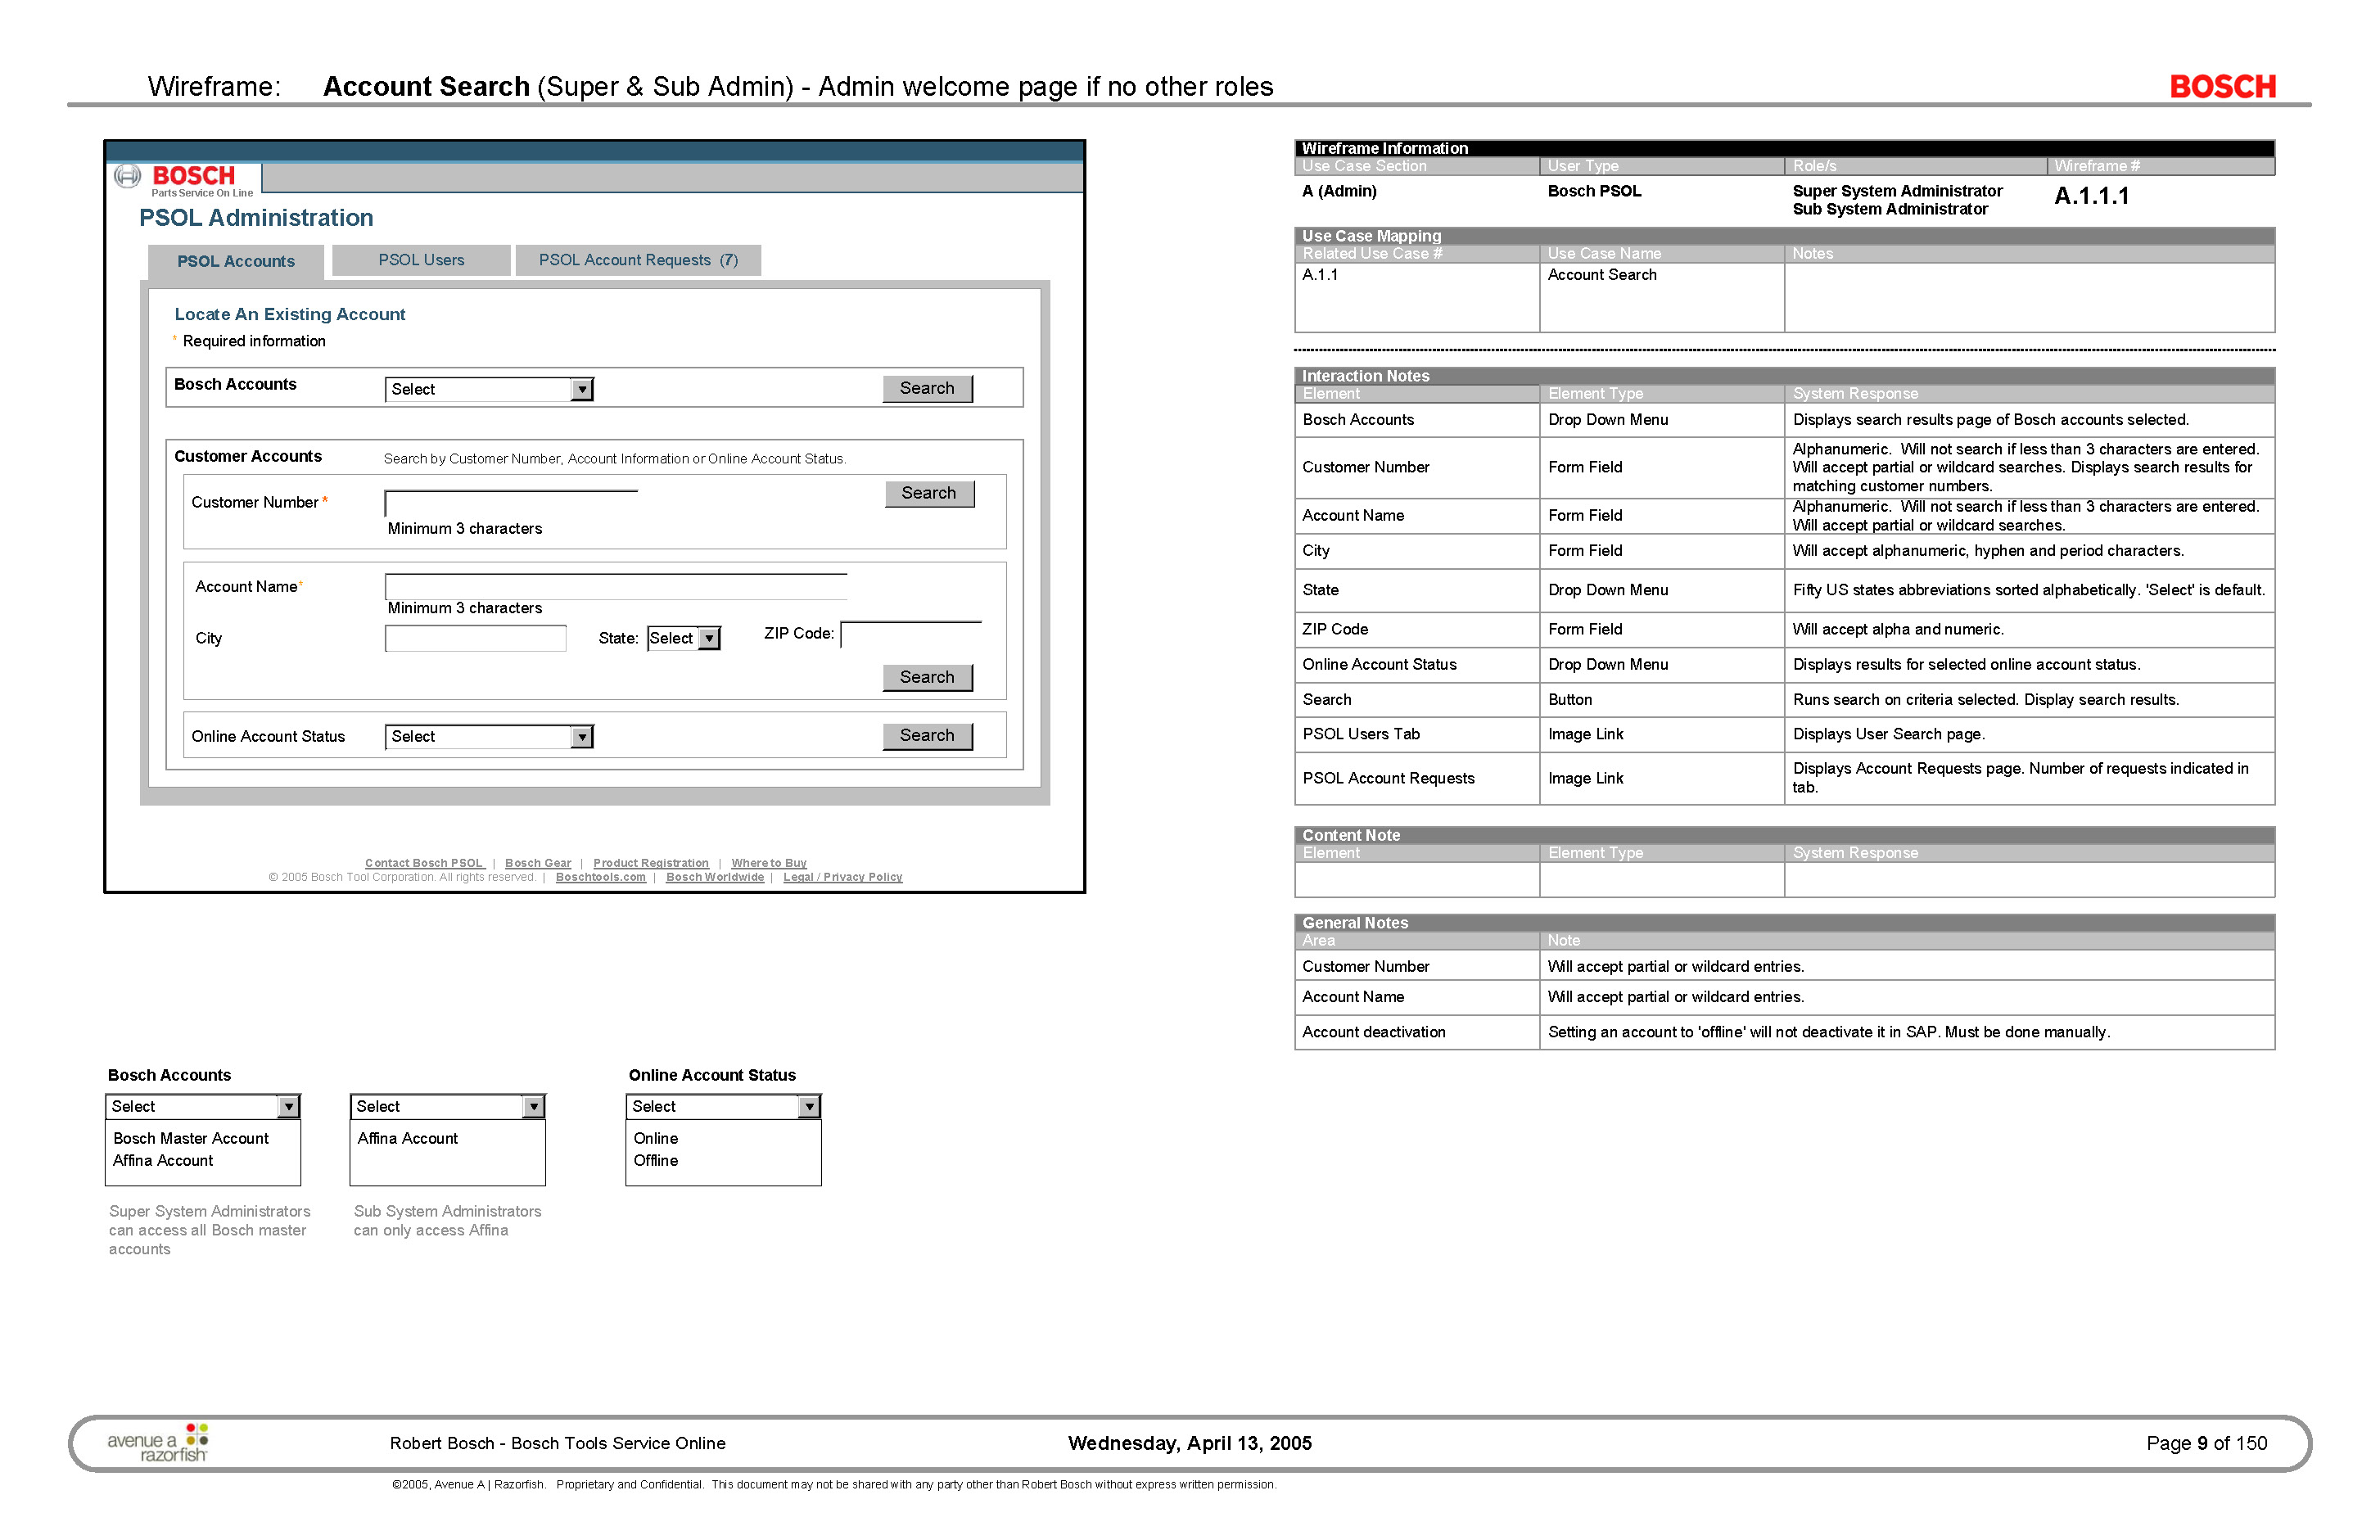 Wireframe: Account Search (Super & Sub Admin) - Admin welcome page if no other roles
BOSCH
BOSCH
Parts Service On Line
PSOL Administration
PSOL Accounts PSOL Users PSOL Account Requests (7)
Locate An Existing Account
* Required information
Bosch Accounts Select Search
Customer Accounts Search by Customer Number, Account Information or Online Account Status.
Customer Number * Search
Minimum 3 characters
Account Name*
Minimum 3 characters
City State: Select ZIP Code:
Search
Online Account Status Select Search
Contact Bosch PSOL | Bosch Gear | Product Registration | Where to Buy
© 2005 Bosch Tool Corporation. All rights reserved. | Boschtools.com | Bosch Worldwide | Legal / Privacy Policy
Wireframe Information
Use Case Section User Type Role/s Wireframe #
A (Admin) Bosch PSOL Super System Administrator A.1.1.1
Sub System Administrator
Use Case Mapping
Related Use Case # Use Case Name Notes
A.1.1 Account Search
Interaction Notes
Element Element Type System Response
Bosch Accounts Drop Down Menu Displays search results page of Bosch accounts selected.
Customer Number Form Field Alphanumeric. Will not search if less than 3 characters are entered.
Will accept partial or wildcard searches. Displays search results for
matching customer numbers.
Account Name Form Field Alphanumeric. Will not search if less than 3 characters are entered.
Will accept partial or wildcard searches.
City Form Field Will accept alphanumeric, hyphen and period characters.
State Drop Down Menu Fifty US states abbreviations sorted alphabetically. 'Select' is default.
ZIP Code Form Field Will accept alpha and numeric.
Online Account Status Drop Down Menu Displays results for selected online account status.
Search Button Runs search on criteria selected. Display search results.
PSOL Users Tab Image Link Displays User Search page.
PSOL Account Requests Image Link Displays Account Requests page. Number of requests indicated in
tab.
Content Note
Element Element Type System Response
General Notes
Area Note
Customer Number Will accept partial or wildcard entries.
Account Name Will accept partial or wildcard entries.
Account deactivation Setting an account to 'offline' will not deactivate it in SAP. Must be done manually.
Bosch Accounts Online Account Status
Select Select Select
Bosch Master Account Affina Account Online
Affina Account Offline
Super System Administrators Sub System Administrators
can access all Bosch master can only access Affina
accounts
avenue a
razorfish
Robert Bosch - Bosch Tools Service Online Wednesday, April 13, 2005 Page 9 of 150
©2005, Avenue A | Razorfish. Proprietary and Confidential. This document may not be shared with any party other than Robert Bosch without express written permission.